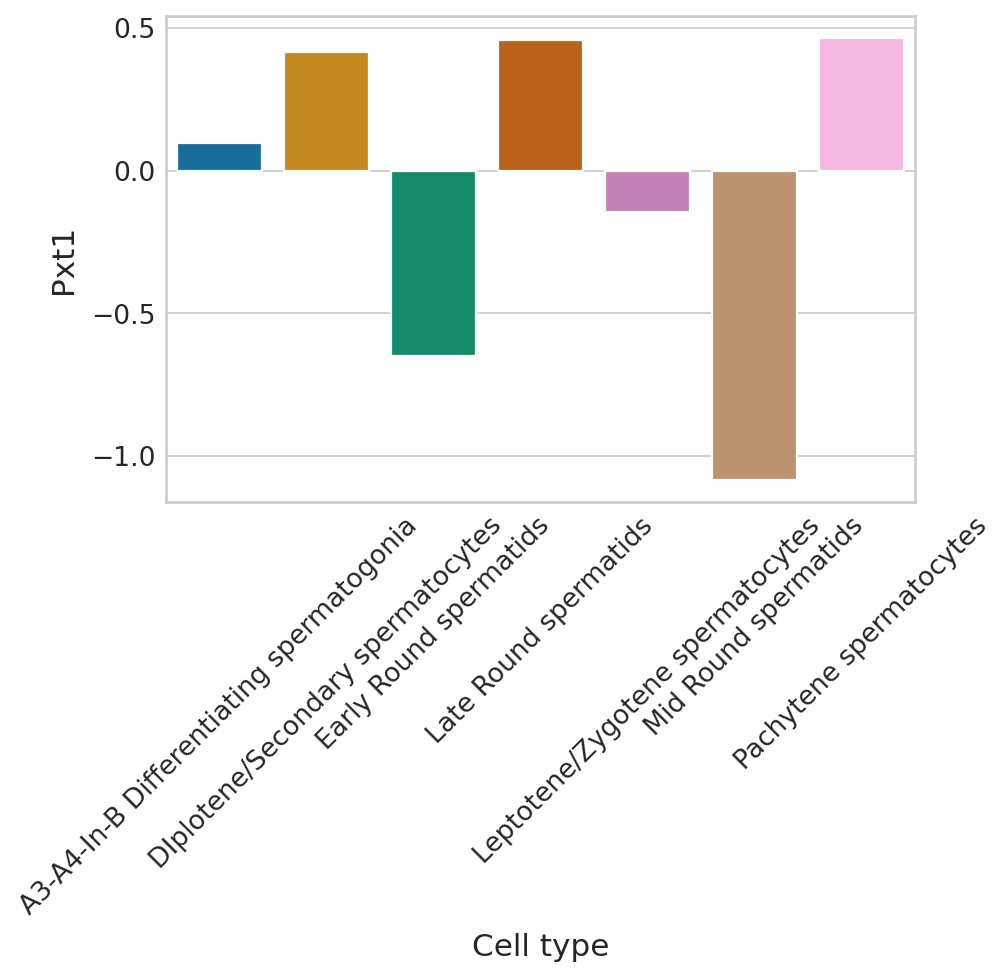 0.5
0.0
−0.5
−1.0
Pxt1
A3-A4-In-B Differentiating spermatogonia
DIplotene/Secondary spermatocytes
Early Round spermatids
Late Round spermatids
Leptotene/Zygotene spermatocytes
Mid Round spermatids
Pachytene spermatocytes
Cell type